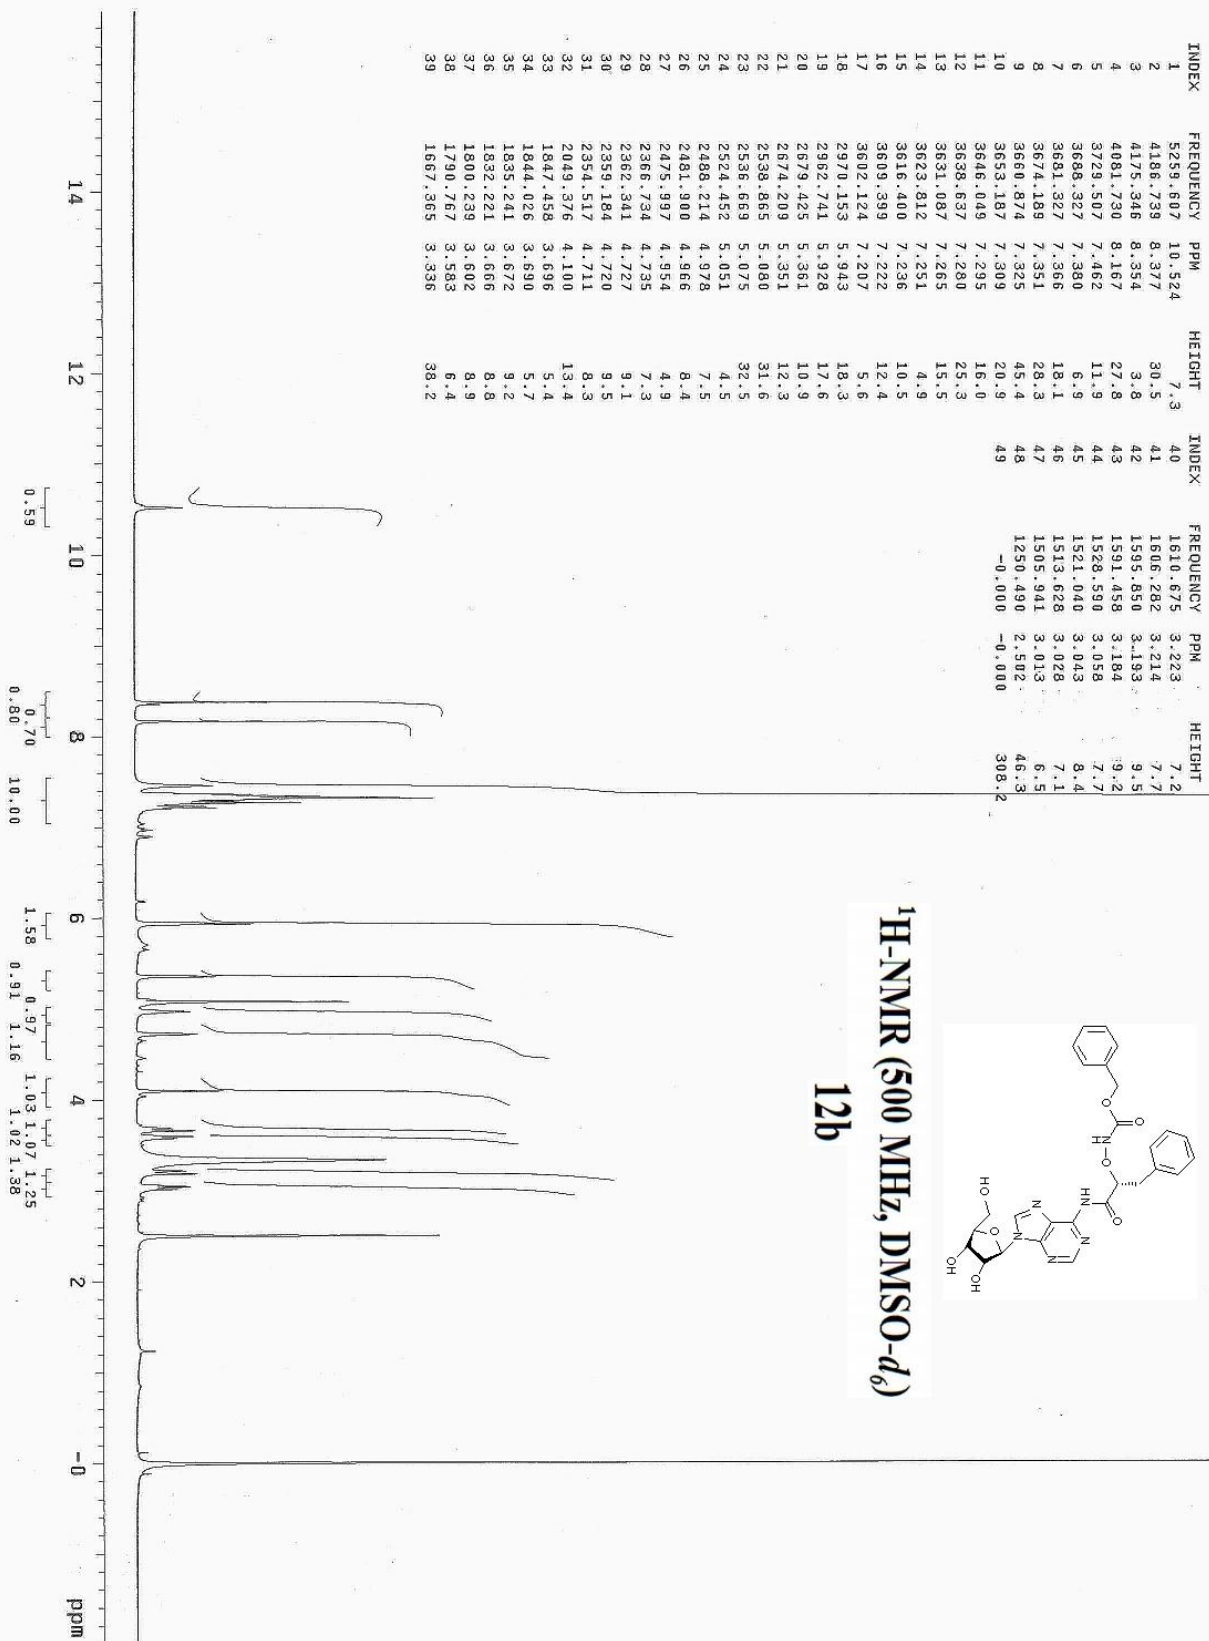 INDEX FREQUENCY PPM HEIGHT
1 5259.607 10.524 7.3
2 4186.739 8.377 30.5
3 4175.346 8.354 3.8
4 4081.730 8.167 27.8
5 3729.507 7.462 11.9
6 3688.327 7.380 6.9
7 3681.327 7.366 18.1
8 3674.189 7.351 28.3
9 3660.874 7.325 45.4
10 3653.187 7.309 20.9
11 3646.049 7.295 16.0
12 3638.637 7.280 25.3
13 3631.087 7.265 15.5
14 3623.812 7.251 4.9
15 3616.400 7.236 10.5
16 3609.399 7.222 12.4
17 3602.124 7.207 5.6
18 2970.153 5.943 18.3
19 2962.741 5.928 17.6
20 2679.425 5.361 10.9
21 2674.209 5.351 12.3
22 2538.865 5.080 31.6
23 2536.669 5.075 32.5
24 2524.452 5.051 4.5
25 2488.214 4.978 7.5
26 2481.900 4.966 8.4
27 2475.997 4.954 4.9
28 2366.734 4.735 7.3
29 2362.341 4.727 9.1
30 2359.184 4.720 9.5
31 2354.517 4.711 8.3
32 2049.376 4.100 13.4
33 1847.458 3.696 5.4
34 1844.026 3.690 5.7
35 1835.241 3.672 9.2
36 1832.221 3.666 8.8
37 1800.239 3.602 8.9
38 1790.767 3.583 6.4
39 1667.365 3.336 38.2
INDEX FREQUENCY PPM HEIGHT
40 1610.675 3.223 7.2
41 1606.282 3.214 7.7
42 1595.850 3.193 9.5
43 1591.458 3.184 9.2
44 1528.590 3.058 7.7
45 1521.040 3.043 8.4
46 1513.628 3.028 7.1
47 1505.941 3.013 6.5
48 1250.490 2.502 46.3
49 -0.000 -0.000 308.2
O
O
N
H
O
O
N
H
N
N
N
N
HO
O
OH
OH
¹H-NMR (500 MHz, DMSO-d₆)
12b
14 12 10 8 6 4 2 -0 ppm
0.59 0.70 10.00 1.58 0.97 1.03 1.07 1.25
0.80 0.91 1.16 1.02 1.38